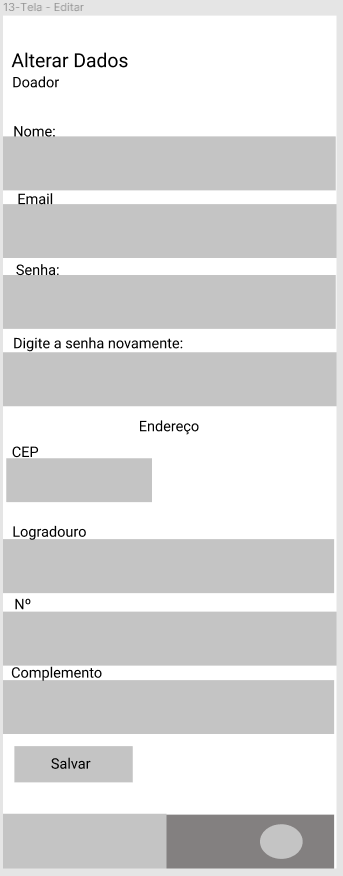 13-Tela - Editar
Alterar Dados
Doador
Nome:
Email
Senha:
Digite a senha novamente:
Endereço
CEP
Logradouro
Nº
Complemento
Salvar